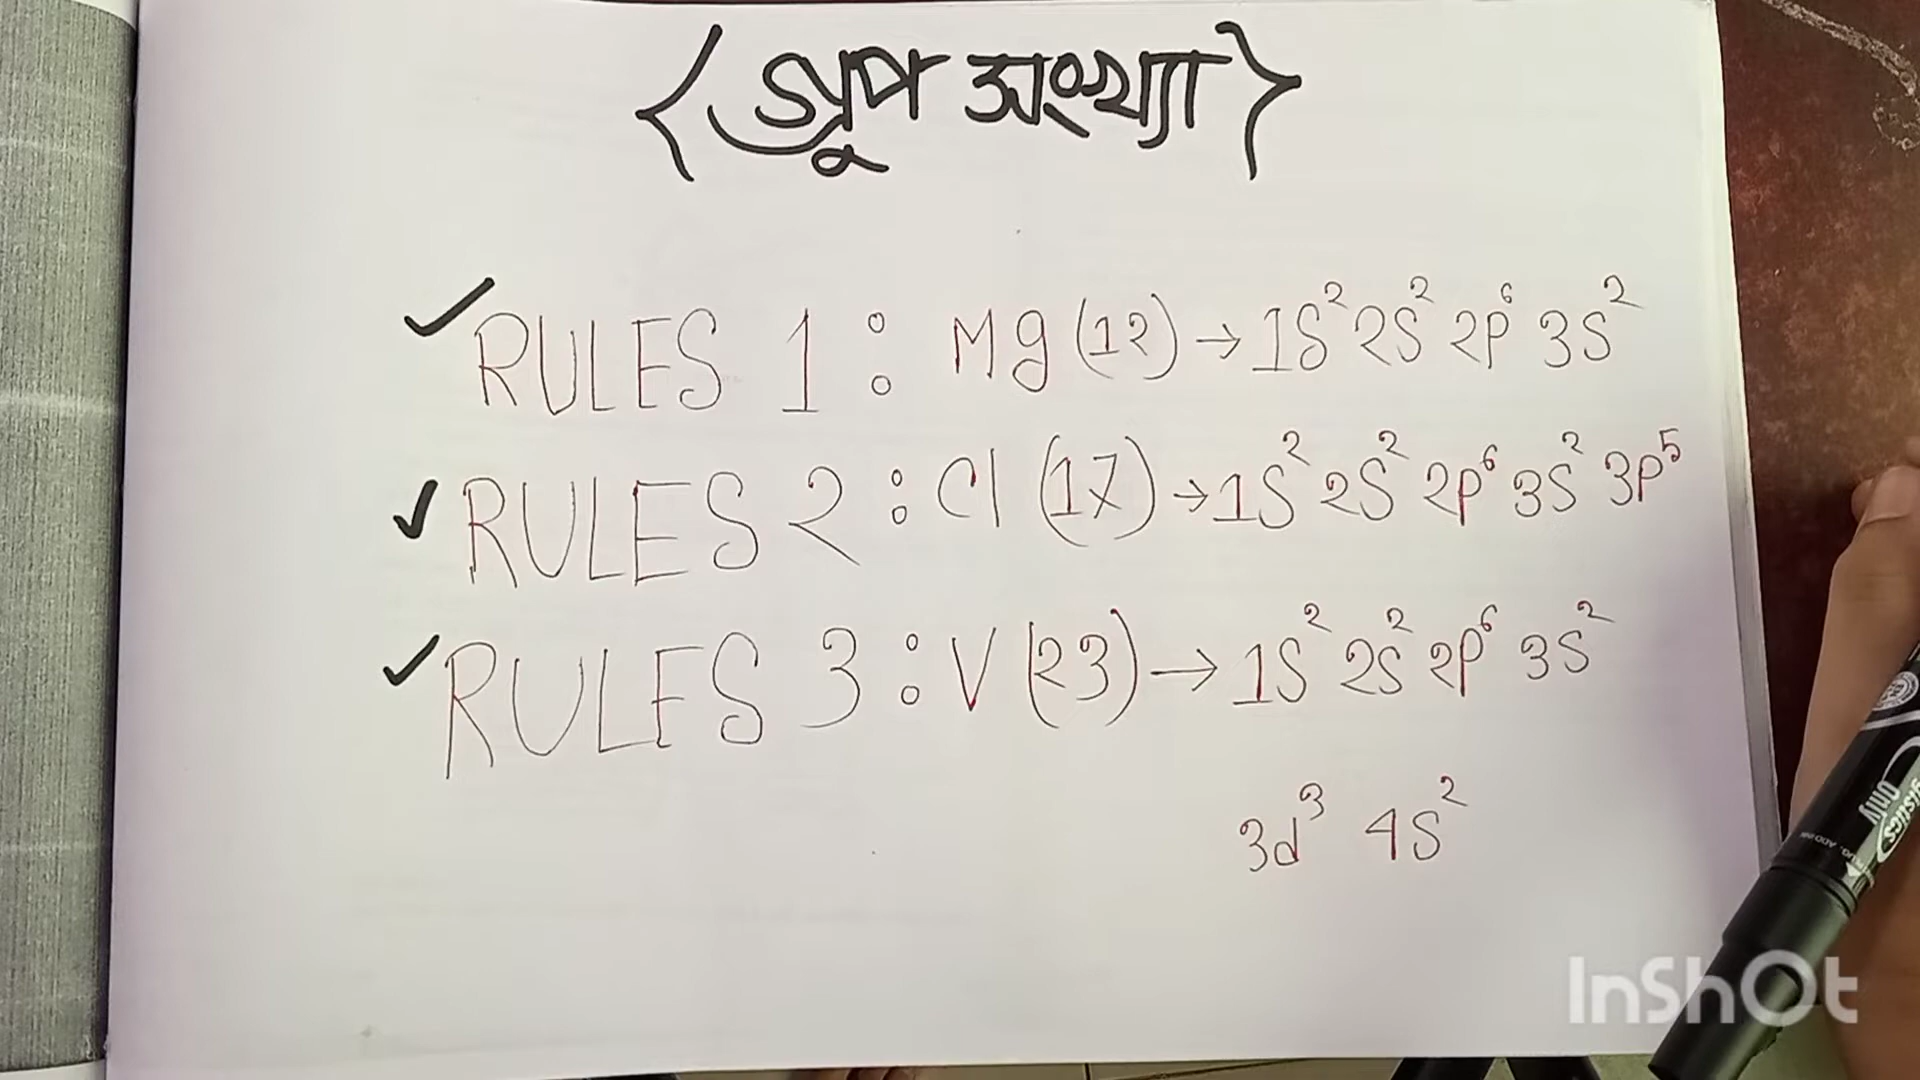 গ্রুপ সংখ্যা
RULES 1 : Mg (12) → 1S² 2S² 2P⁶ 3S²
RULES 2 : Cl (17) → 1S² 2S² 2P⁶ 3S² 3P⁵
RULES 3 : V (23) → 1S² 2S² 2P⁶ 3S²
3d³ 4S²
only
InShOt